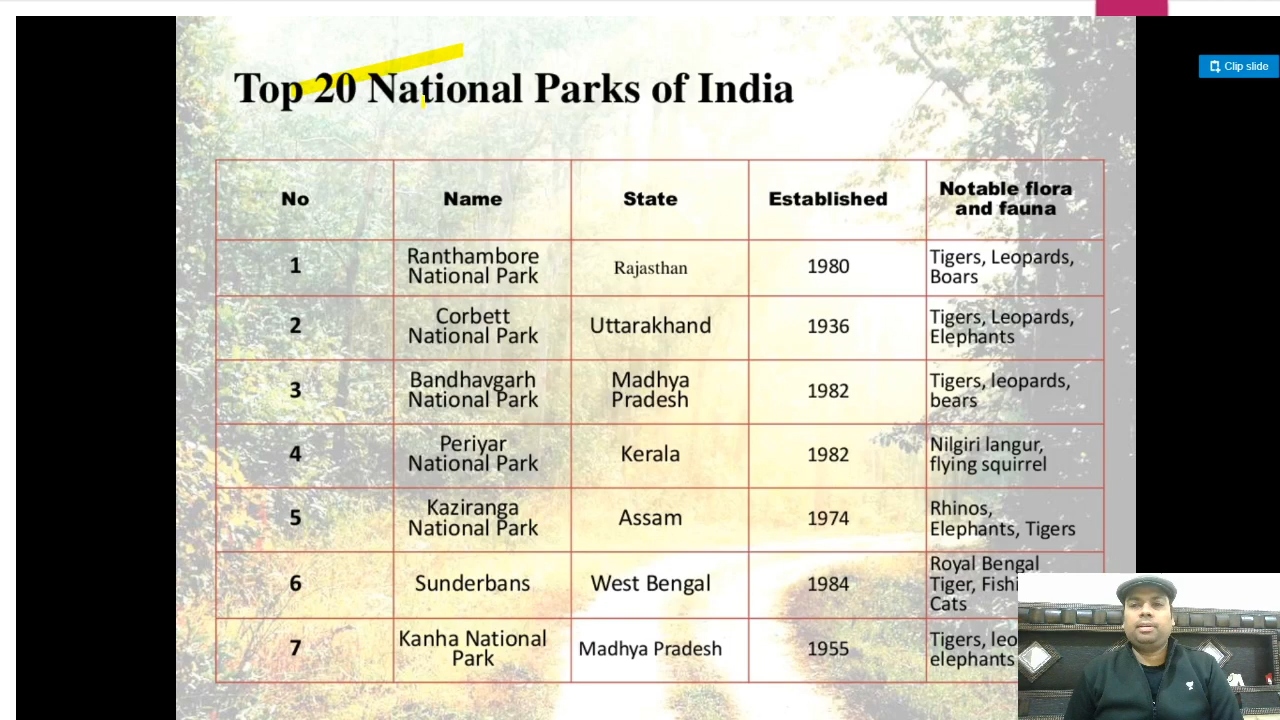 Clip slide
Top 20 National Parks of India
No Name State Established Notable flora
and fauna
1 Ranthambore
National Park Rajasthan 1980 Tigers, Leopards,
Boars
2 Corbett
National Park Uttarakhand 1936 Tigers, Leopards,
Elephants
3 Bandhavgarh
National Park Madhya
Pradesh 1982 Tigers, leopards,
bears
4 Periyar
National Park Kerala 1982 Nilgiri langur,
flying squirrel
5 Kaziranga
National Park Assam 1974 Rhinos,
Elephants, Tigers
6 Sunderbans West Bengal 1984 Royal Bengal
Tiger,
Cats
7 Kanha National
Park Madhya Pradesh 1955 Tigers,
elephants